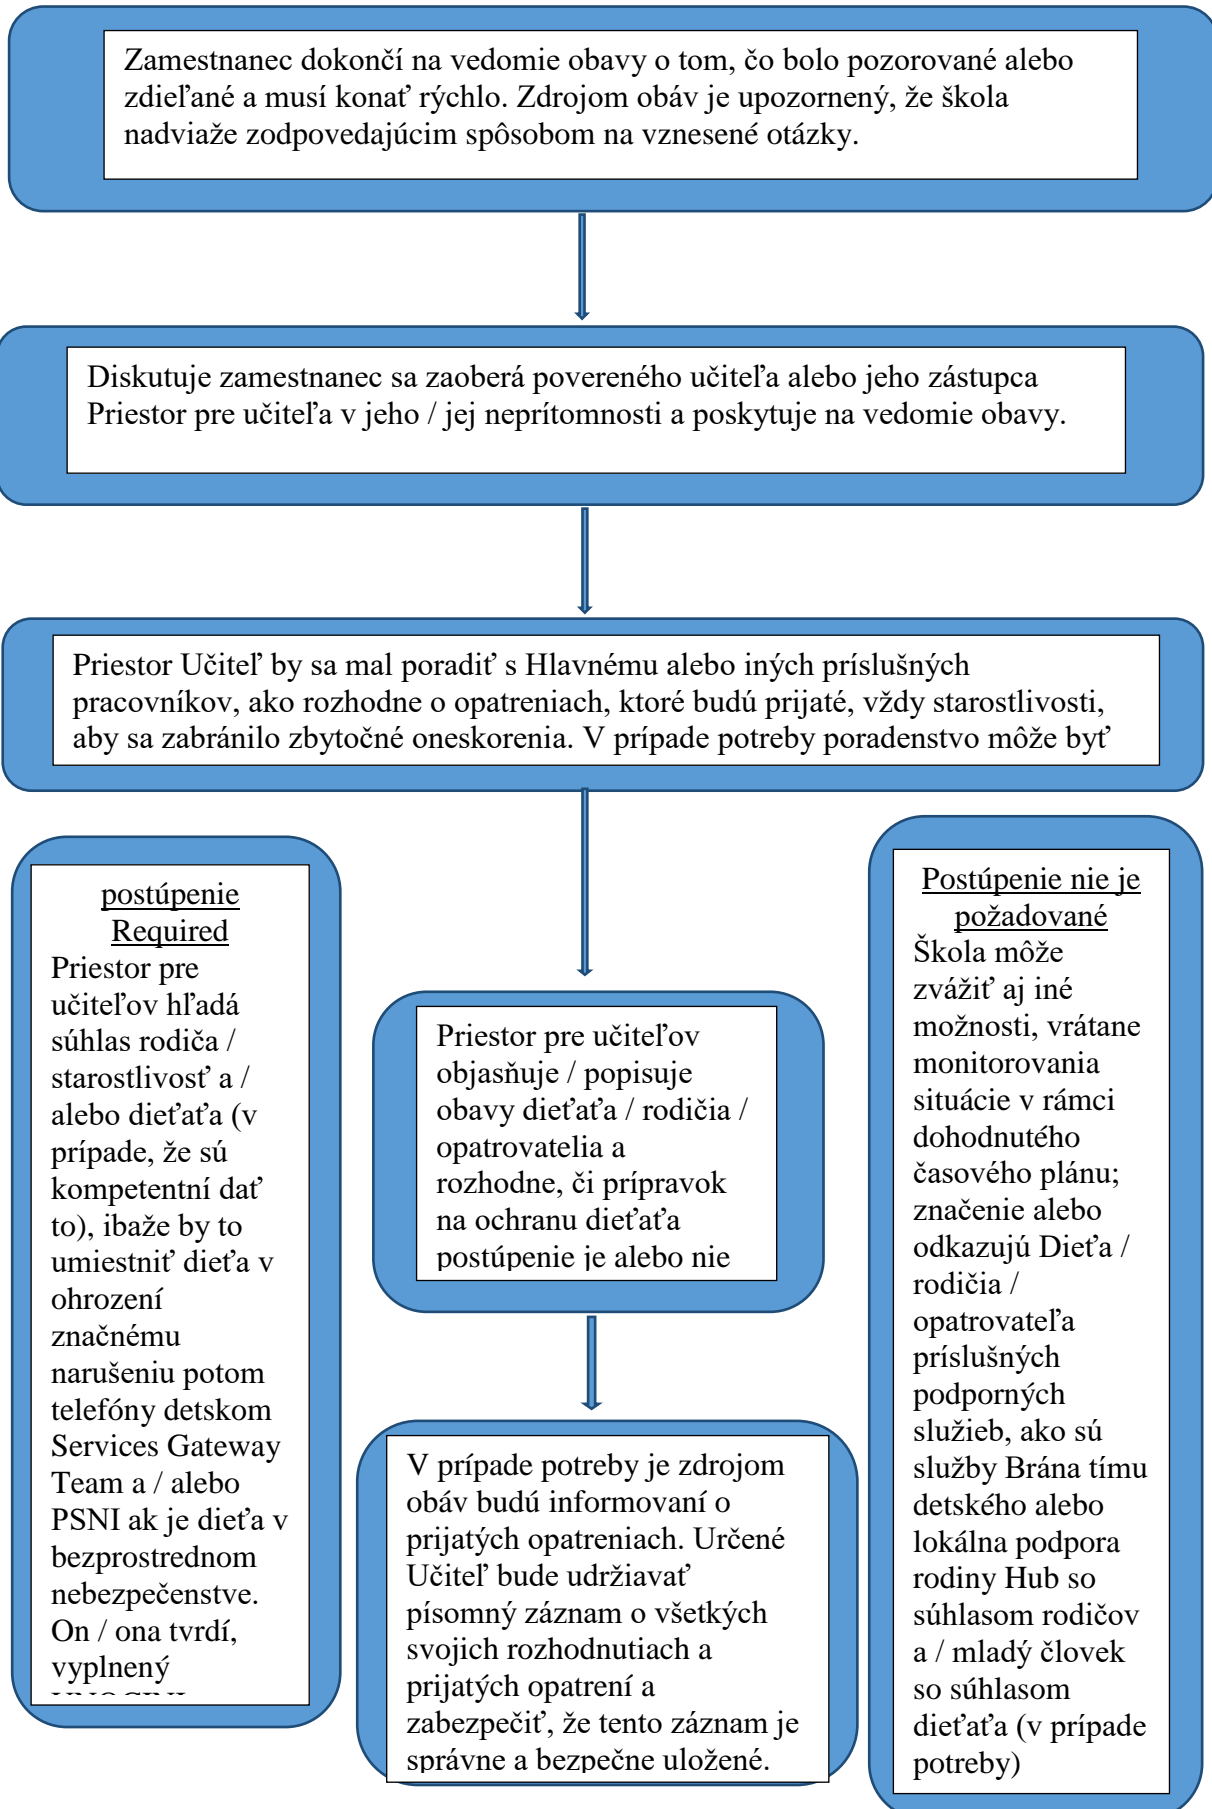 Zamestnanec dokončí na vedomie obavy o tom, čo bolo pozorované alebo
zdieľané a musí konať rýchlo. Zdrojom obáv je upozornený, že škola
nadviaže zodpovedajúcim spôsobom na vznesené otázky.
Diskutuje zamestnanec sa zaoberá povereného učiteľa alebo jeho zástupca
Priestor pre učiteľa v jeho / jej neprítomnosti a poskytuje na vedomie obavy.
Priestor Učiteľ by sa mal poradiť s Hlavnému alebo iných príslušných
pracovníkov, ako rozhodne o opatreniach, ktoré budú prijaté, vždy starostlivosti,
aby sa zabránilo zbytočné oneskorenia. V prípade potreby poradenstvo môže byť
postúpenie
Required
Priestor pre
učiteľov hľadá
súhlas rodiča /
starostlivosť a /
alebo dieťaťa (v
prípade, že sú
kompetentní dať
to), ibaže by to
umiestniť dieťa v
ohrození
značnému
narušeniu potom
telefóny detskom
Services Gateway
Team a / alebo
PSNI ak je dieťa v
bezprostrednom
nebezpečenstve.
On / ona tvrdí,
vyplnený
Priestor pre učiteľov
objasňuje / popisuje
obavy dieťaťa / rodičia /
opatrovatelia a
rozhodne, či prípravok
na ochranu dieťaťa
postúpenie je alebo nie
V prípade potreby je zdrojom
obáv budú informovaní o
prijatých opatreniach. Určené
Učiteľ bude udržiavať
písomný záznam o všetkých
svojich rozhodnutiach a
prijatých opatrení a
zabezpečiť, že tento záznam je
správne a bezpečne uložené.
Postúpenie nie je
požadované
Škola môže
zvážiť aj iné
možnosti, vrátane
monitorovania
situácie v rámci
dohodnutého
časového plánu;
značenie alebo
odkazujú Dieťa /
rodičia /
opatrovateľa
príslušných
podporných
služieb, ako sú
služby Brána tímu
detského alebo
lokálna podpora
rodiny Hub so
súhlasom rodičov
a / mladý človek
so súhlasom
dieťaťa (v prípade
potreby)